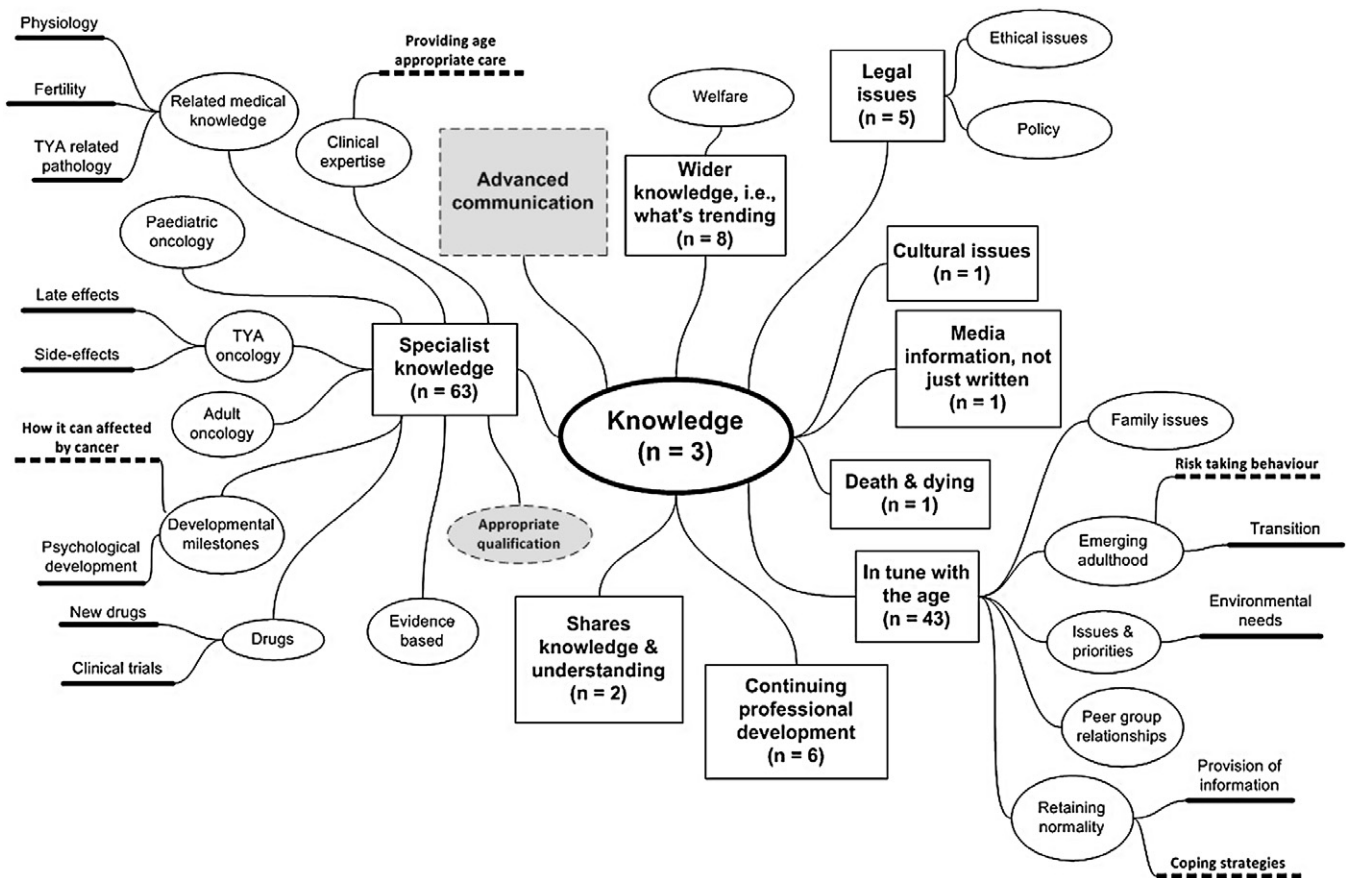 Physiology
Fertility
TYA related
pathology
Related medical
knowledge
Providing age
appropriate care
Clinical
expertise
Advanced
communication
Welfare
Wider
knowledge, i.e.,
what's trending
(n = 8)
Legal
issues
(n = 5)
Ethical issues
Policy
Paediatric
oncology
Late effects
Side-effects
TYA
oncology
Adult
oncology
Specialist
knowledge
(n = 63)
Knowledge
(n = 3)
Cultural issues
(n = 1)
Media
information, not
just written
(n = 1)
Death & dying
(n = 1)
How it can affected
by cancer
Psychological
development
Developmental
milestones
New drugs
Clinical trials
Drugs
Evidence
based
Appropriate
qualification
Shares
knowledge &
understanding
(n = 2)
Continuing
professional
development
(n = 6)
In tune with
the age
(n = 43)
Family issues
Risk taking behaviour
Emerging
adulthood
Transition
Issues &
priorities
Environmental
needs
Peer group
relationships
Retaining
normality
Provision of
information
Coping strategies